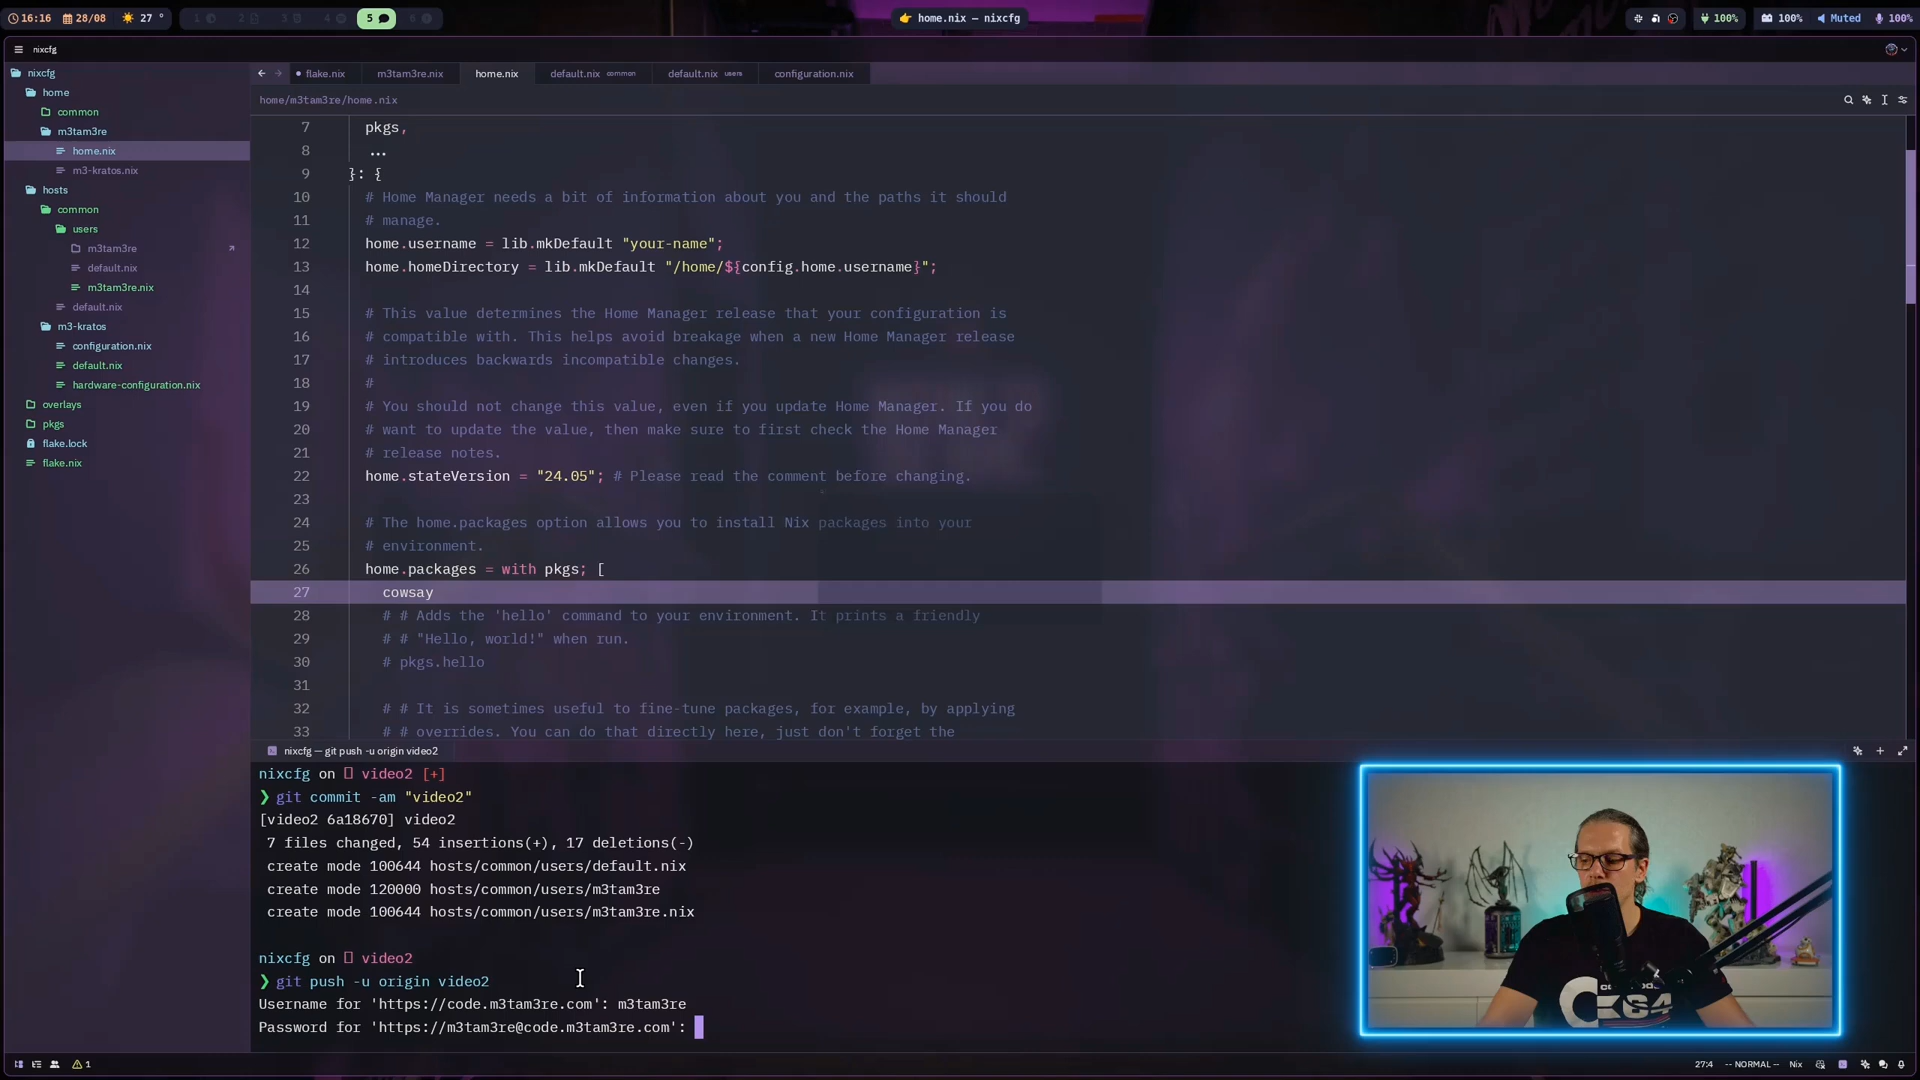 16:16 28/08 27 °
1 2 3 4 5 6
home.nix — nixcfg
100% 100% Muted 100%
nixcfg
nixcfg
home
common
m3tam3re
home.nix
m3-kratos.nix
hosts
common
users
m3tam3re
default.nix
m3tam3re.nix
default.nix
m3-kratos
configuration.nix
default.nix
hardware-configuration.nix
overlays
pkgs
flake.lock
flake.nix
flake.nix m3tam3re.nix home.nix default.nix common default.nix users configuration.nix
home/m3tam3re/home.nix
7 pkgs,
8 ...
9 }: {
10 # Home Manager needs a bit of information about you and the paths it should
11 # manage.
12 home.username = lib.mkDefault "your-name";
13 home.homeDirectory = lib.mkDefault "/home/${config.home.username}";
14
15 # This value determines the Home Manager release that your configuration is
16 # compatible with. This helps avoid breakage when a new Home Manager release
17 # introduces backwards incompatible changes.
18 #
19 # You should not change this value, even if you update Home Manager. If you do
20 # want to update the value, then make sure to first check the Home Manager
21 # release notes.
22 home.stateVersion = "24.05"; # Please read the comment before changing.
23
24 # The home.packages option allows you to install Nix packages into your
25 # environment.
26 home.packages = with pkgs; [
27 cowsay
28 # # Adds the 'hello' command to your environment. It prints a friendly
29 # # "Hello, world!" when run.
30 # pkgs.hello
31
32 # # It is sometimes useful to fine-tune packages, for example, by applying
33 # # overrides. You can do that directly here, just don't forget the
nixcfg — git push -u origin video2
nixcfg on video2 [+]
❯ git commit -am "video2"
[video2 6a18670] video2
7 files changed, 54 insertions(+), 17 deletions(-)
create mode 100644 hosts/common/users/default.nix
create mode 120000 hosts/common/users/m3tam3re
create mode 100644 hosts/common/users/m3tam3re.nix
nixcfg on video2
❯ git push -u origin video2
Username for 'https://code.m3tam3re.com': m3tam3re
Password for 'https://m3tam3re@code.m3tam3re.com':
1
27:4 -- NORMAL -- Nix